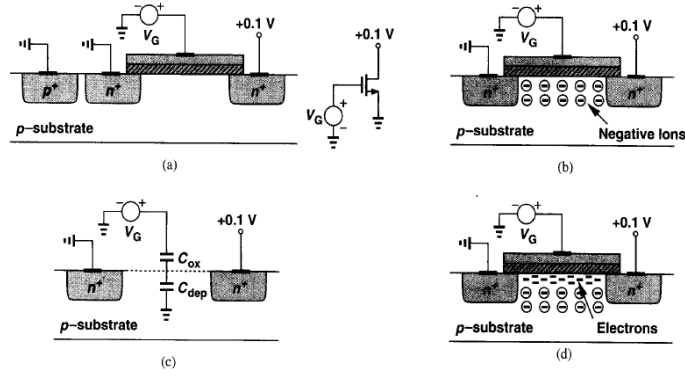 V_G
+0.1 V
p+
n+
n+
p–substrate
(a)
V_G
+0.1 V
V_G
+0.1 V
n+
n+
p–substrate
Negative Ions
(b)
V_G
+0.1 V
C_ox
C_dep
n+
n+
p–substrate
(c)
V_G
+0.1 V
n+
n+
p–substrate
Electrons
(d)